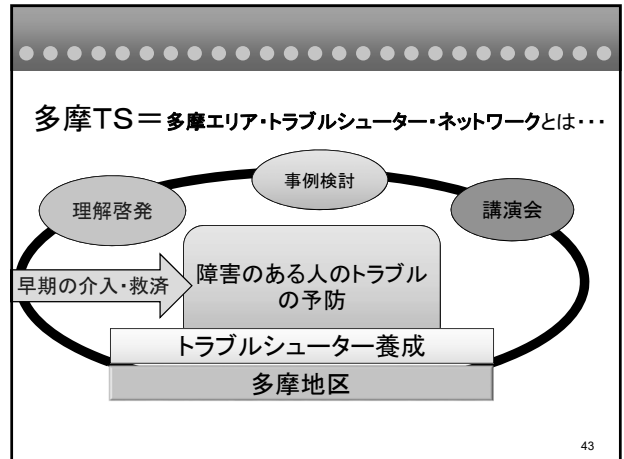 多摩TS＝多摩エリア・トラブルシューター・ネットワークとは・・・
事例検討
理解啓発
講演会
早期の介入・救済
障害のある人のトラブル
の予防
トラブルシューター養成
多摩地区
43